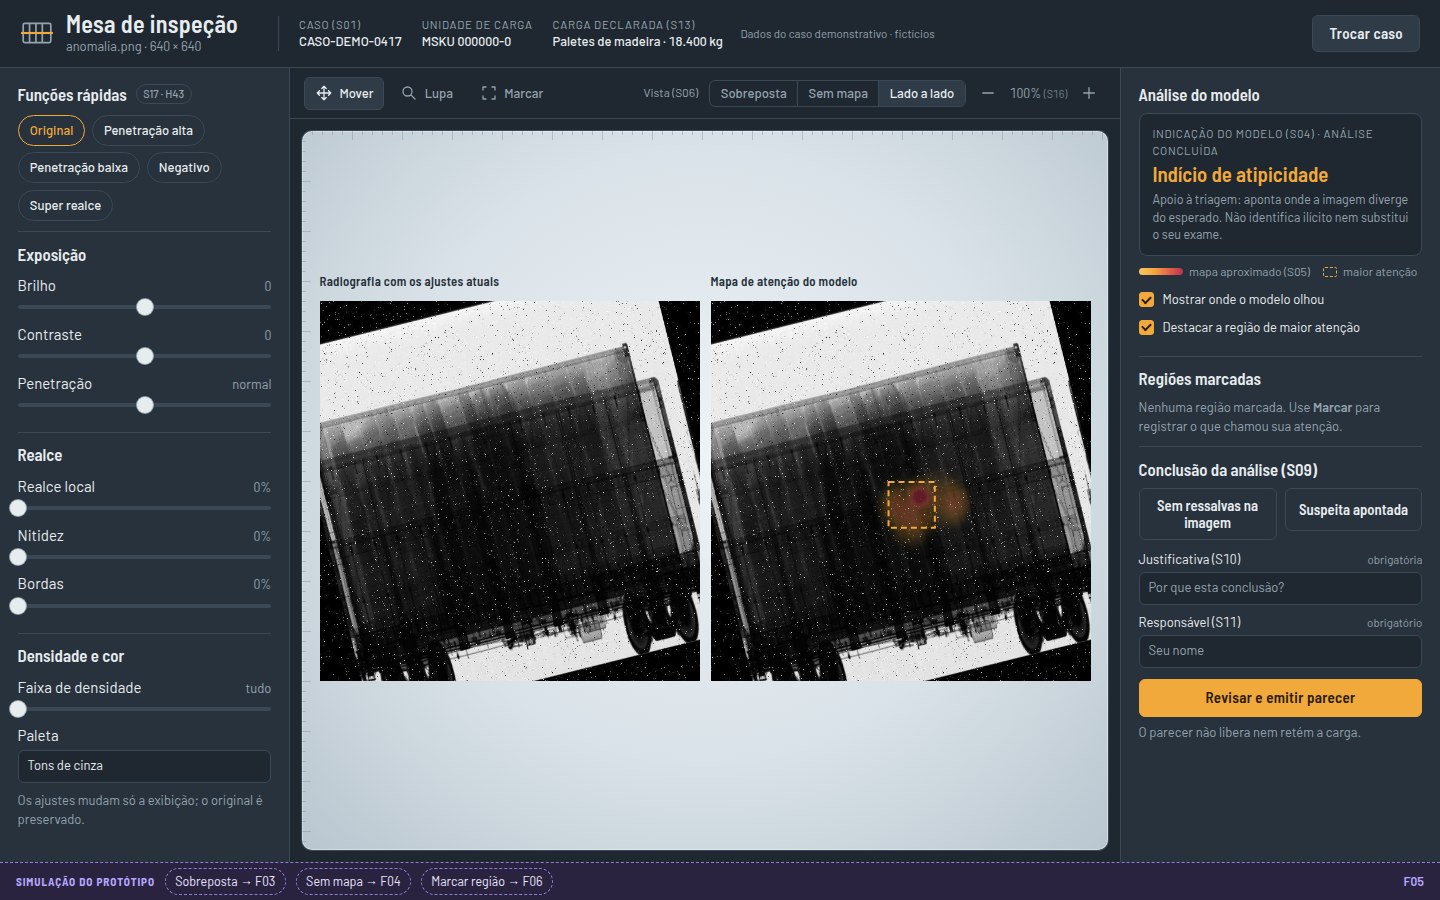 Mesa de inspeção
anomalia.png · 640 × 640
CASO (S01)
CASO-DEMO-0417
UNIDADE DE CARGA
MSKU 000000-0
CARGA DECLARADA (S13)
Paletes de madeira · 18.400 kg
Dados do caso demonstrativo · fictícios
Trocar caso
Funções rápidas
S17 · H43
Original
Penetração alta
Penetração baixa
Negativo
Super realce
Exposição
Brilho 0
Contraste 0
Penetração normal
Realce
Realce local 0%
Nitidez 0%
Bordas 0%
Densidade e cor
Faixa de densidade tudo
Paleta
Tons de cinza
Os ajustes mudam só a exibição; o original é
preservado.
Mover
Lupa
Marcar
Vista (S06)
Sobreposta
Sem mapa
Lado a lado
100% (S16)
Radiografia com os ajustes atuais
Mapa de atenção do modelo
Análise do modelo
INDICAÇÃO DO MODELO (S04) · ANÁLISE
CONCLUÍDA
Indício de atipicidade
Apoio à triagem: aponta onde a imagem diverge
do esperado. Não identifica ilícito nem substitui
o seu exame.
mapa aproximado (S05)
maior atenção
Mostrar onde o modelo olhou
Destacar a região de maior atenção
Regiões marcadas
Nenhuma região marcada. Use Marcar para
registrar o que chamou sua atenção.
Conclusão da análise (S09)
Sem ressalvas na
imagem
Suspeita apontada
Justificativa (S10) obrigatória
Por que esta conclusão?
Responsável (S11) obrigatório
Seu nome
Revisar e emitir parecer
O parecer não libera nem retém a carga.
SIMULAÇÃO DO PROTÓTIPO
Sobreposta → F03
Sem mapa → F04
Marcar região → F06
F05